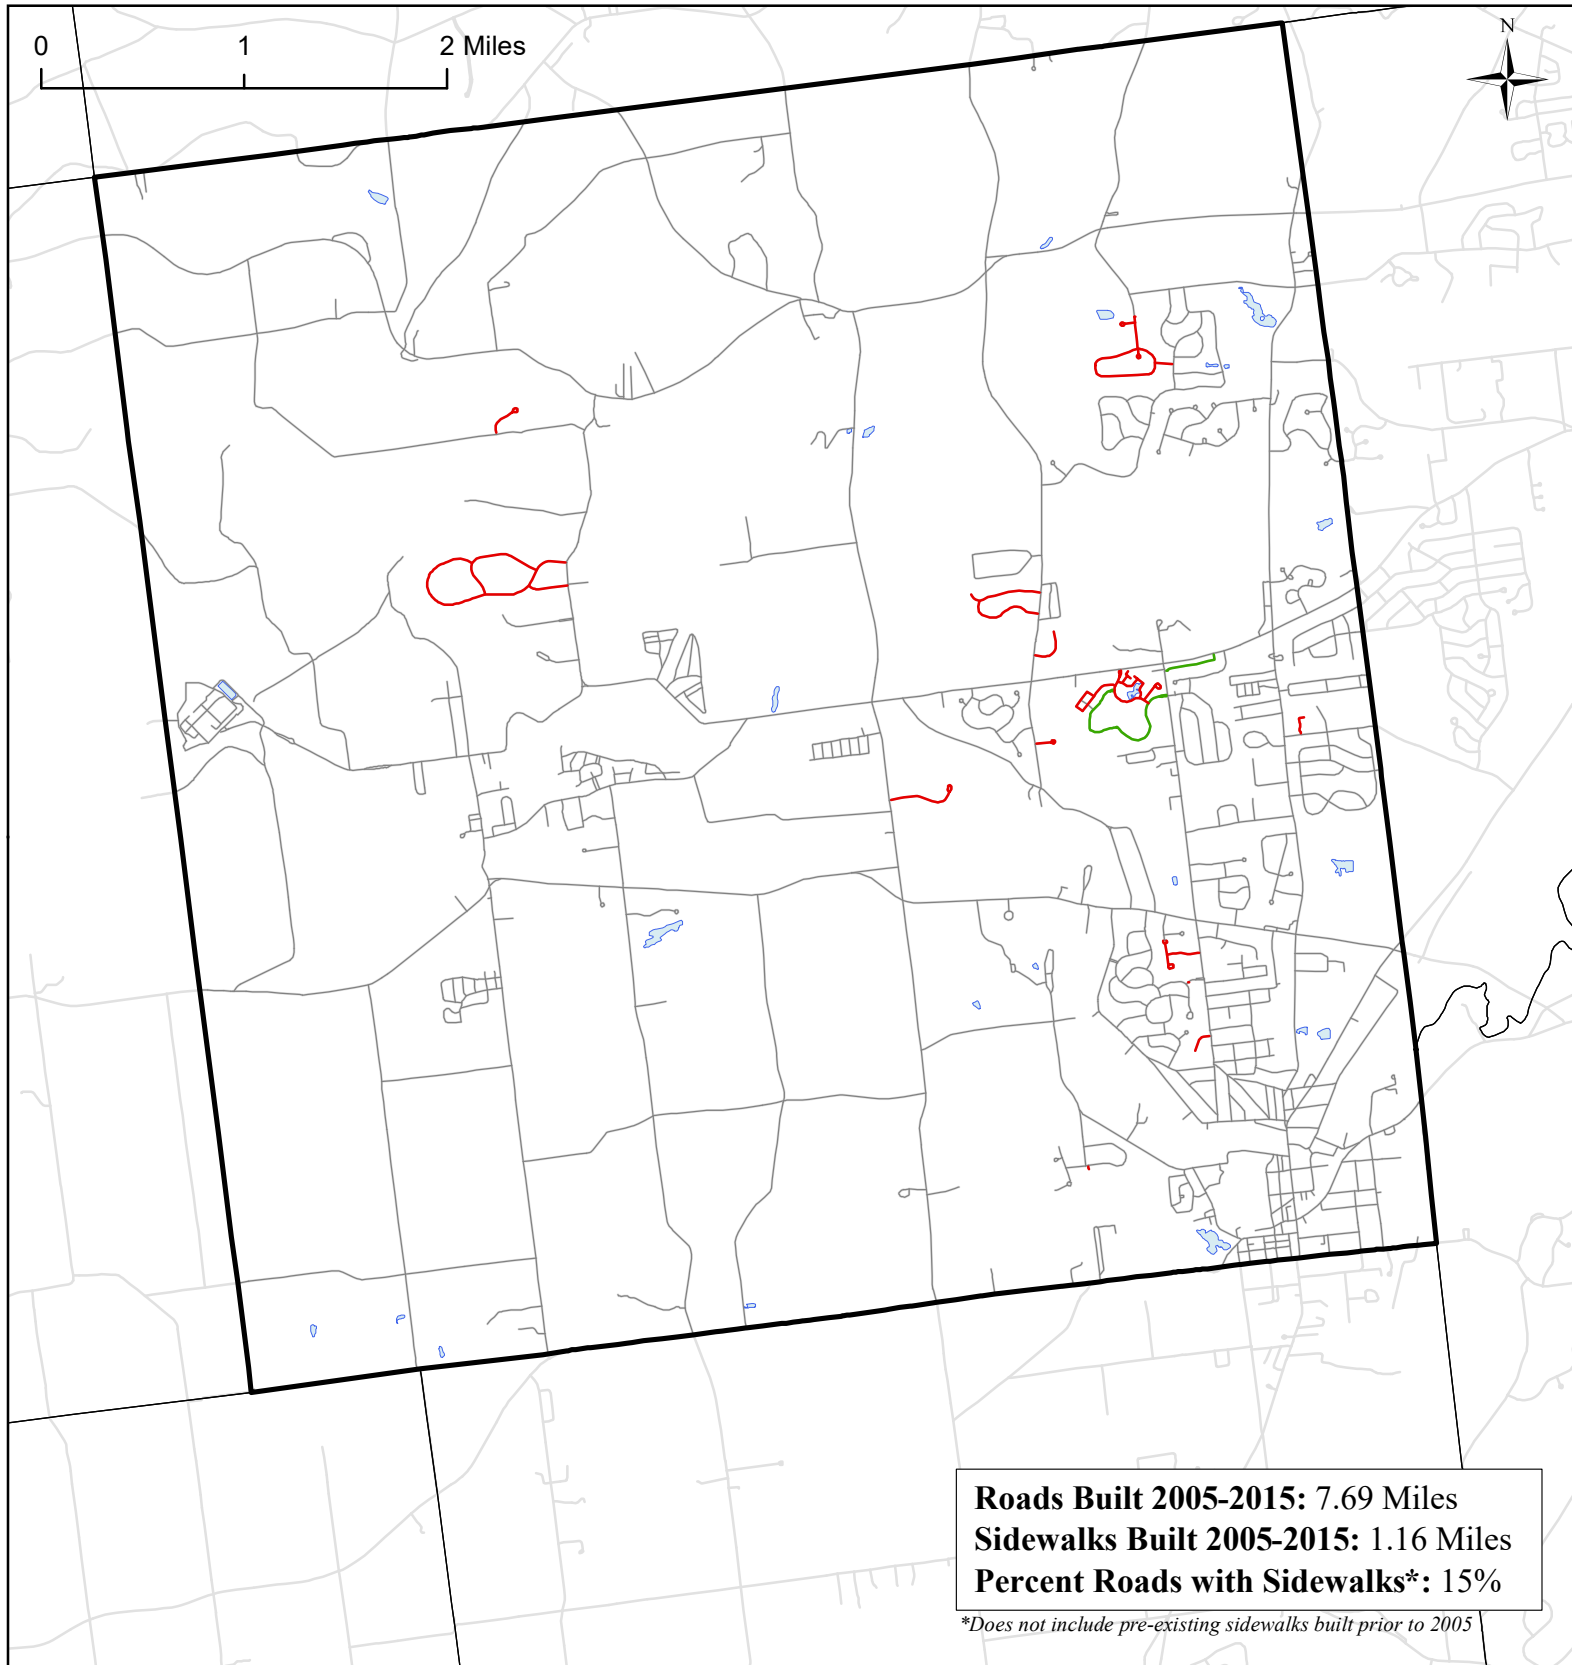 0 1 2 Miles
N
Roads Built 2005-2015: 7.69 Miles
Sidewalks Built 2005-2015: 1.16 Miles
Percent Roads with Sidewalks*: 15%
*Does not include pre-existing sidewalks built prior to 2005